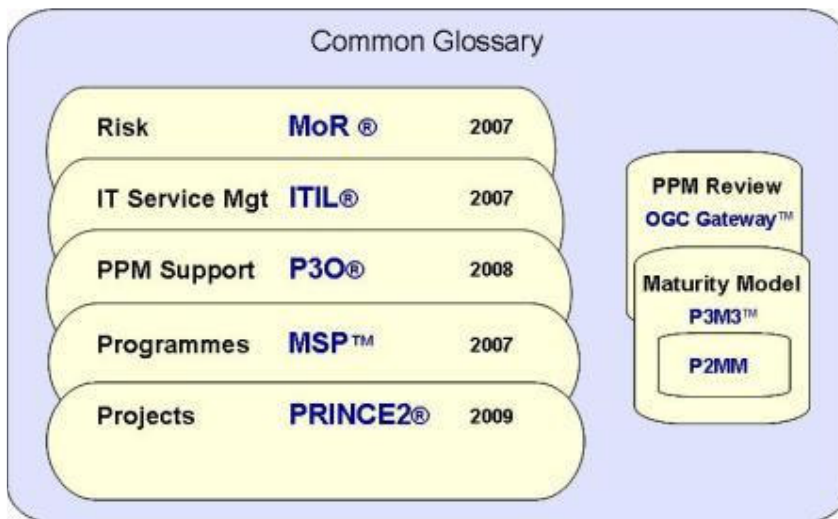 Common Glossary
Risk MoR ® 2007
IT Service Mgt ITIL® 2007
PPM Support P3O® 2008
Programmes MSP™ 2007
Projects PRINCE2® 2009
PPM Review
OGC Gateway™
Maturity Model
P3M3™
P2MM